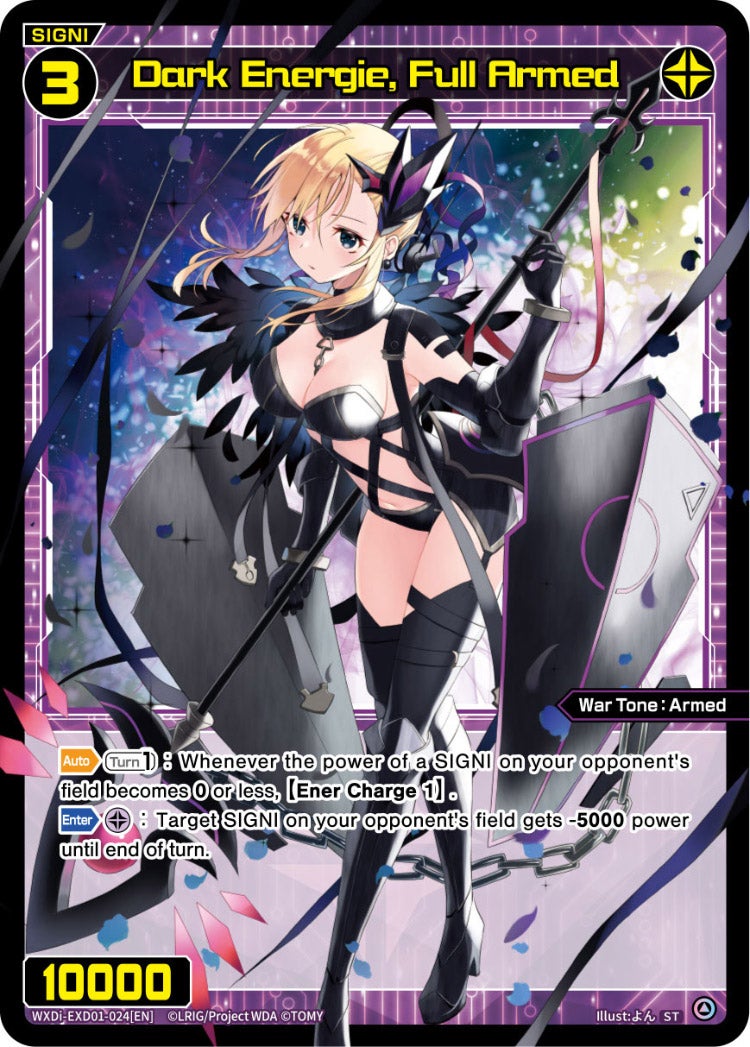 SIGNI
3
Dark Energie, Full Armed
War Tone : Armed
Auto Turn 1 : Whenever the power of a SIGNI on your opponent's
field becomes 0 or less, 【Ener Charge 1】.
Enter : Target SIGNI on your opponent's field gets -5000 power
until end of turn.
10000
WXDi-EXD01-024[EN] ©LRIG/Project WDA ©TOMY
Illust:よん ST